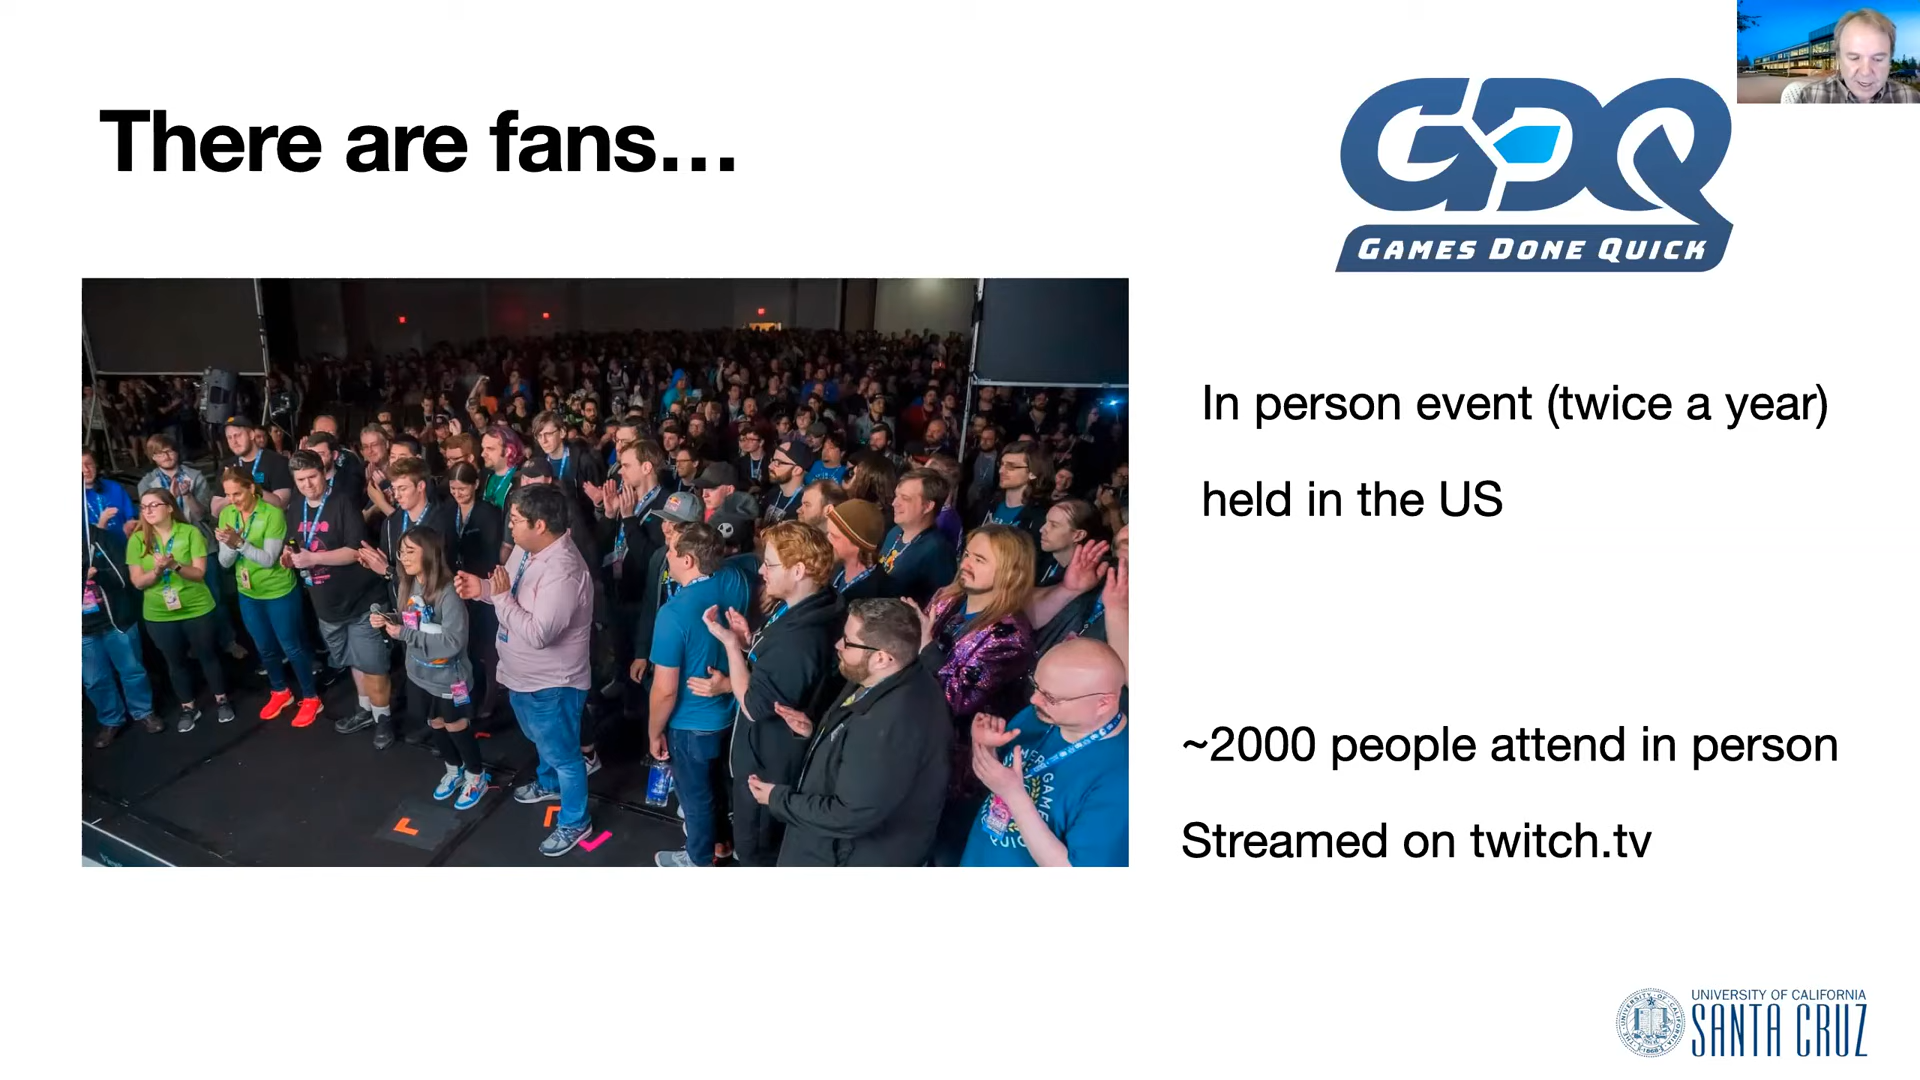 There are fans…
GDQ
GAMES DONE QUICK
In person event (twice a year)
held in the US
~2000 people attend in person
Streamed on twitch.tv
UNIVERSITY OF CALIFORNIA
SANTA CRUZ